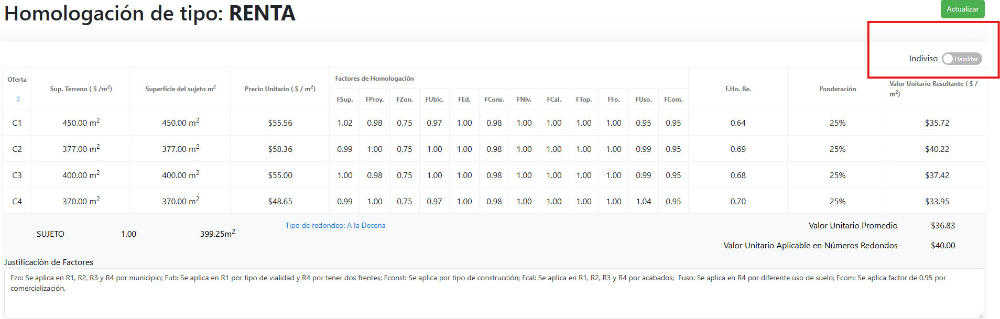 Homologación de tipo: RENTA
Actualizar
Indiviso Habilitar
Oferta Sup. Terreno ( $ /m²) Superficie del sujeto m² Precio Unitario ( $ / m²) Factores de Homologación F.Ho. Re. Ponderación Valor Unitario Resultante ( $ / m²)
FSup. FProy. FZon. FUbic. FEd. FCons. FNiv. FCal. FTop. FFo. FUso. FCom.
C1 450.00 m² 450.00 m² $55.56 1.02 0.98 0.75 0.97 1.00 0.98 1.00 1.00 1.00 1.00 0.95 0.95 0.64 25% $35.72
C2 377.00 m² 377.00 m² $58.36 0.99 1.00 0.75 1.00 1.00 0.98 1.00 1.00 1.00 1.00 0.99 0.95 0.69 25% $40.22
C3 400.00 m² 400.00 m² $55.00 1.00 0.98 0.75 1.00 1.00 0.98 1.00 1.00 1.00 1.00 0.99 0.95 0.68 25% $37.42
C4 370.00 m² 370.00 m² $48.65 0.99 1.00 0.75 0.97 1.00 0.98 1.00 1.00 1.00 1.00 1.04 0.95 0.70 25% $33.95
SUJETO 1.00 399.25m² Tipo de redondeo: A la Decena Valor Unitario Promedio $36.83
Valor Unitario Aplicable en Números Redondos $40.00
Justificación de Factores
Fzo: Se aplica en R1, R2, R3 y R4 por municipio; Fub: Se aplica en R1 por tipo de vialidad y R4 por tener dos frentes; Fconst: Se aplica por tipo de construcción; Fcal: Se aplica en R1, R2, R3 y R4 por acabados;  Fuso: Se aplica en R4 por diferente uso de suelo; Fcom: Se aplica factor de 0.95 por
comercialización.